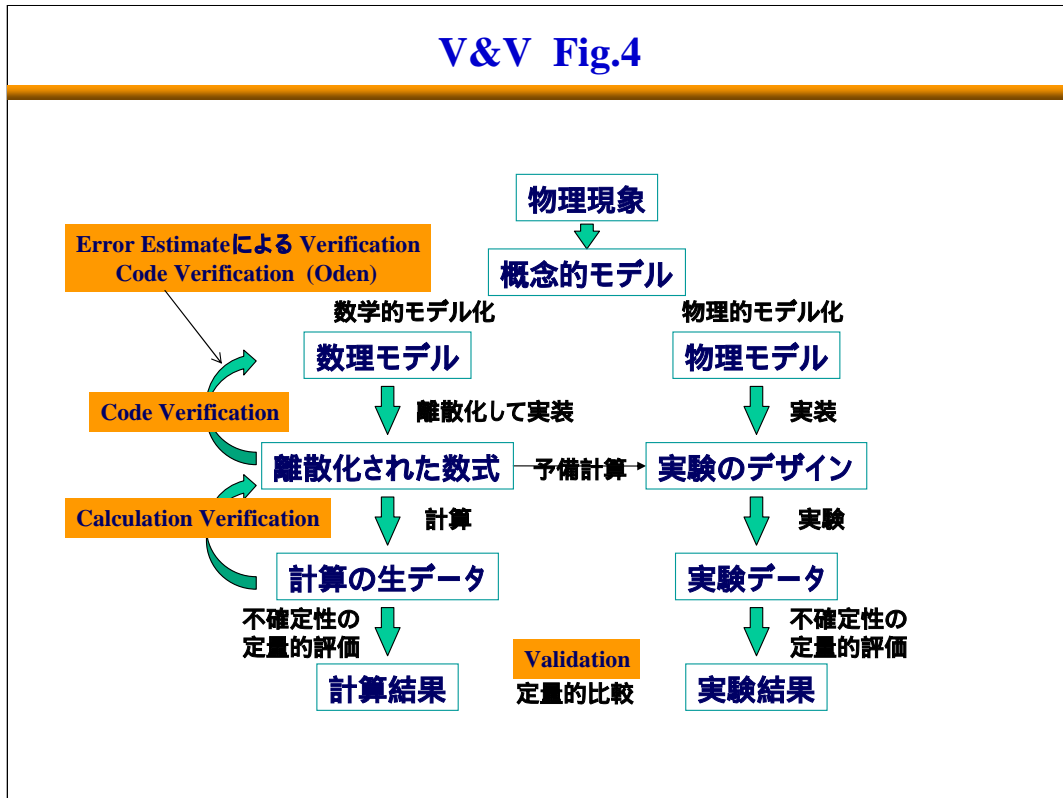 V&V Fig.4
物理現象
Error Estimateによる Verification
Code Verification (Oden)
概念的モデル
数学的モデル化
物理的モデル化
数理モデル
物理モデル
Code Verification
離散化して実装
実装
離散化された数式
予備計算
実験のデザイン
Calculation Verification
計算
実験
計算の生データ
実験データ
不確定性の
定量的評価
不確定性の
定量的評価
Validation
定量的比較
計算結果
実験結果